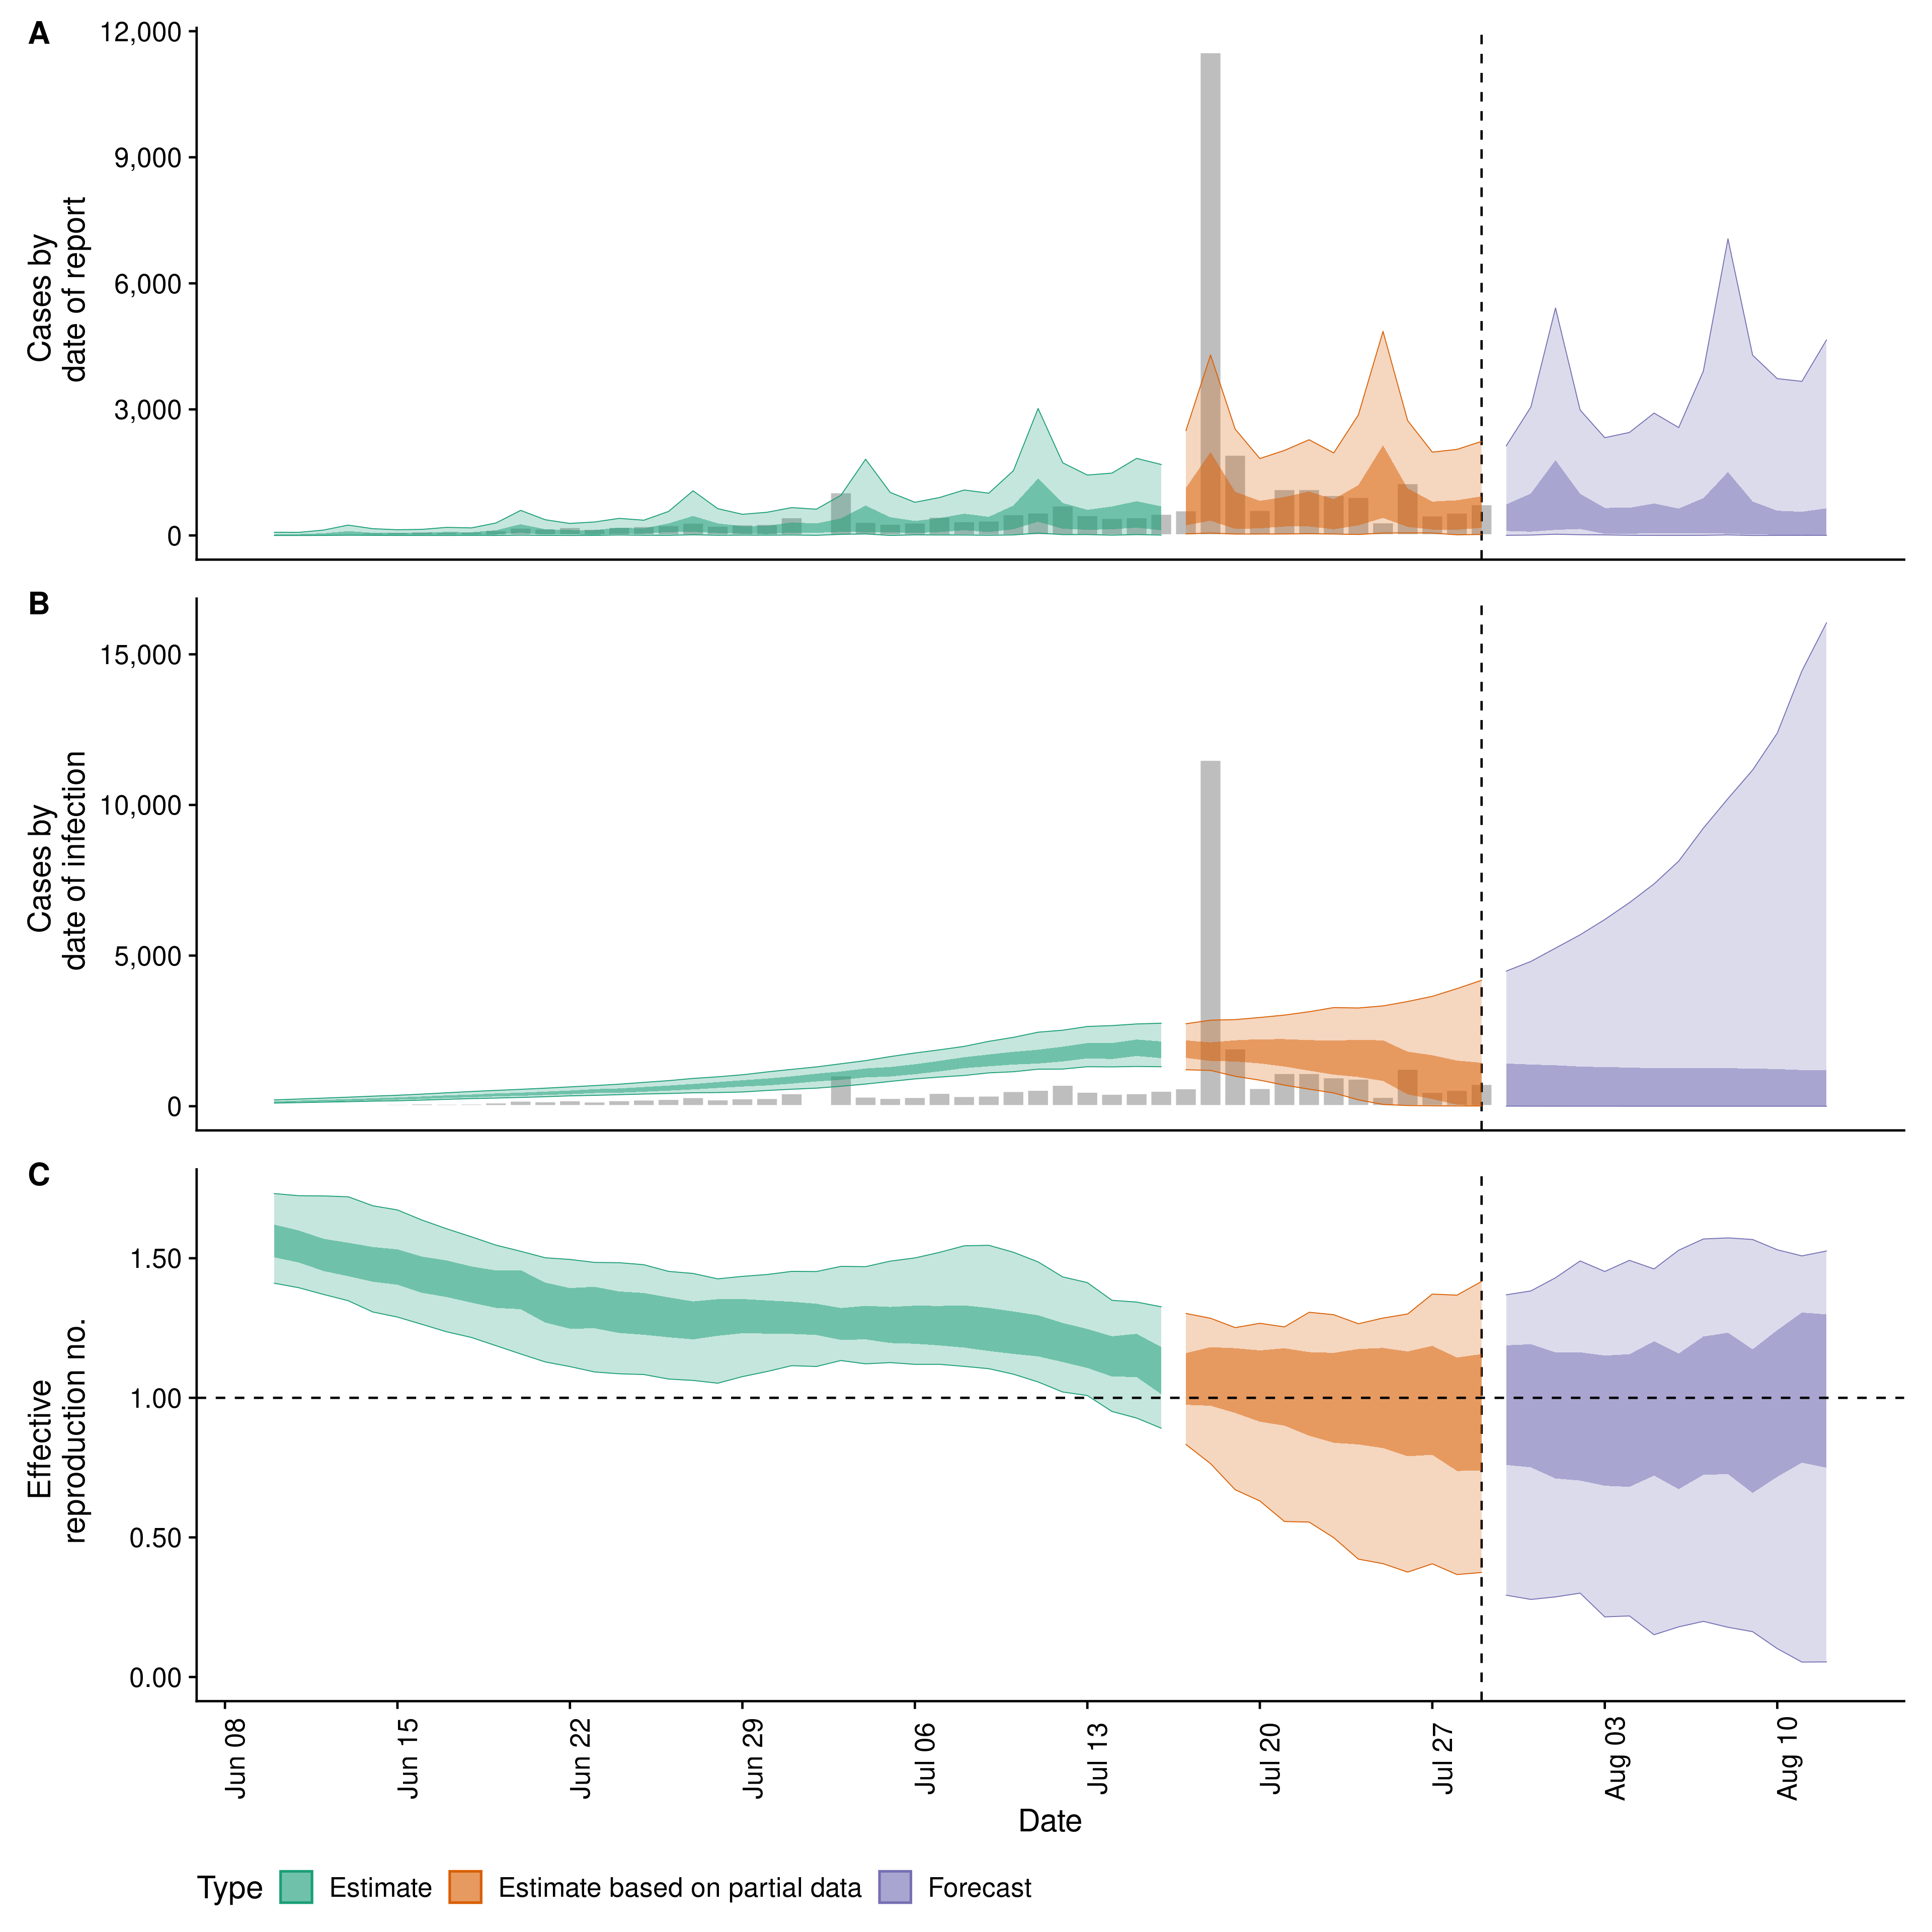 A
12,000
9,000
6,000
3,000
0
Cases by
date of report
B
15,000
10,000
5,000
0
Cases by
date of infection
C
1.50
1.00
0.50
0.00
Effective
reproduction no.
Jun 08
Jun 15
Jun 22
Jun 29
Jul 06
Jul 13
Jul 20
Jul 27
Aug 03
Aug 10
Date
Type Estimate Estimate based on partial data Forecast